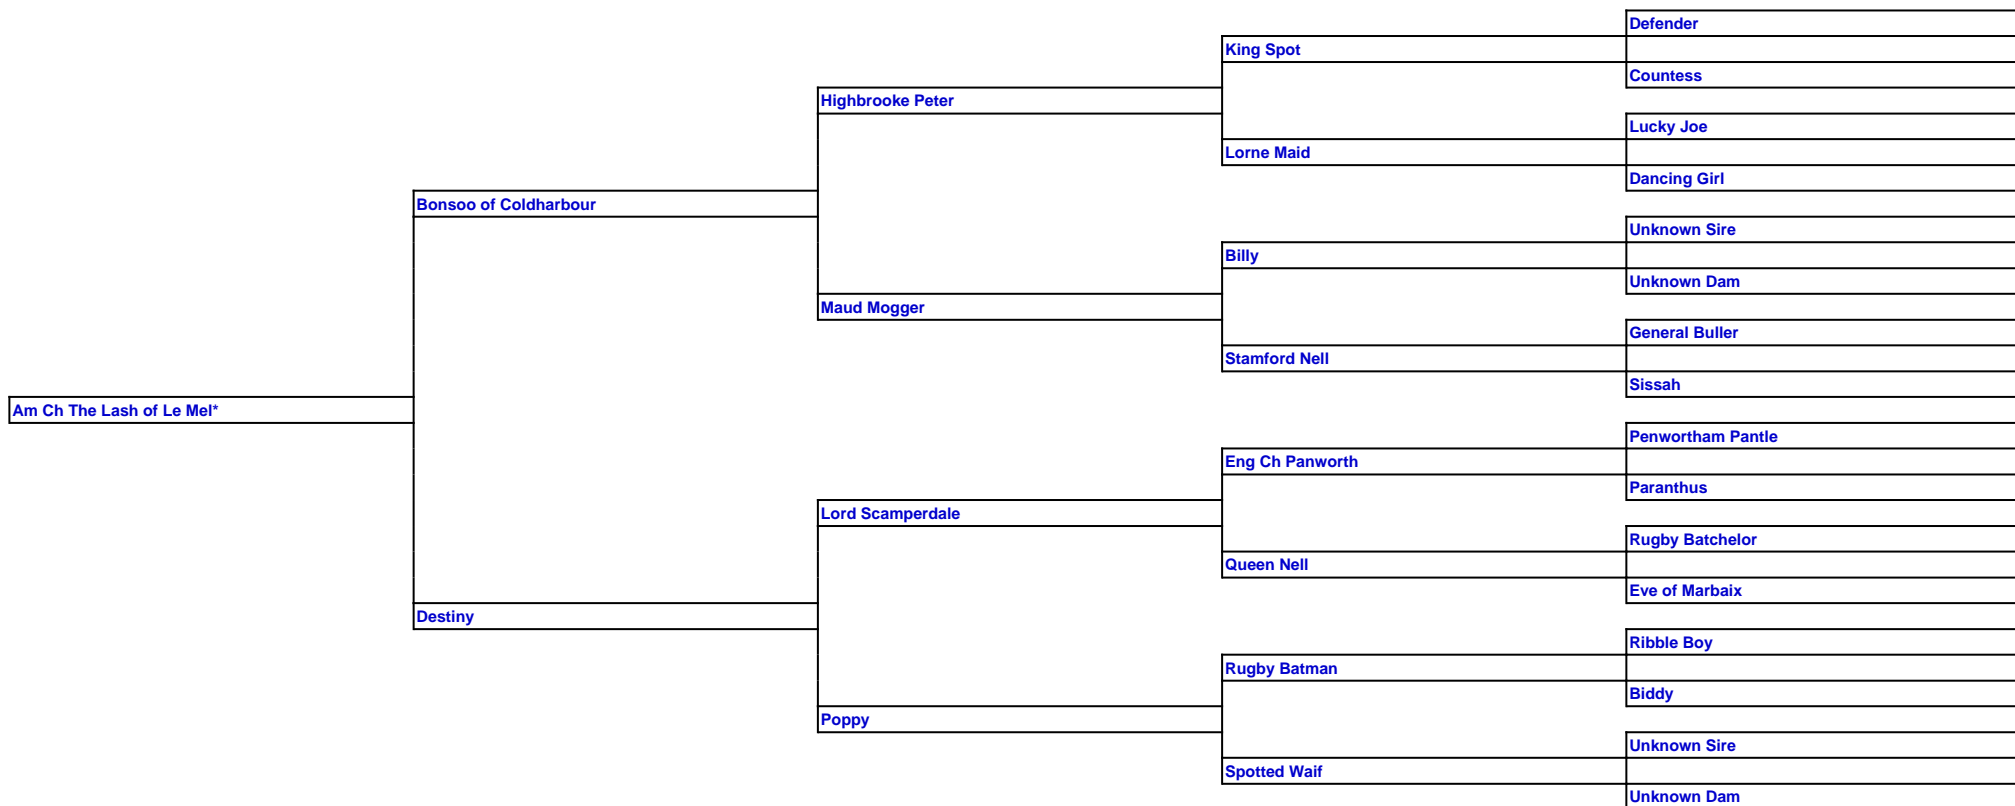 Defender
King Spot
Countess
Highbrooke Peter
Lucky Joe
Lorne Maid
Dancing Girl
Bonsoo of Coldharbour
Unknown Sire
Billy
Unknown Dam
Maud Mogger
General Buller
Stamford Nell
Sissah
Am Ch The Lash of Le Mel*
Penwortham Pantle
Eng Ch Panworth
Paranthus
Lord Scamperdale
Rugby Batchelor
Queen Nell
Eve of Marbaix
Destiny
Ribble Boy
Rugby Batman
Biddy
Poppy
Unknown Sire
Spotted Waif
Unknown Dam